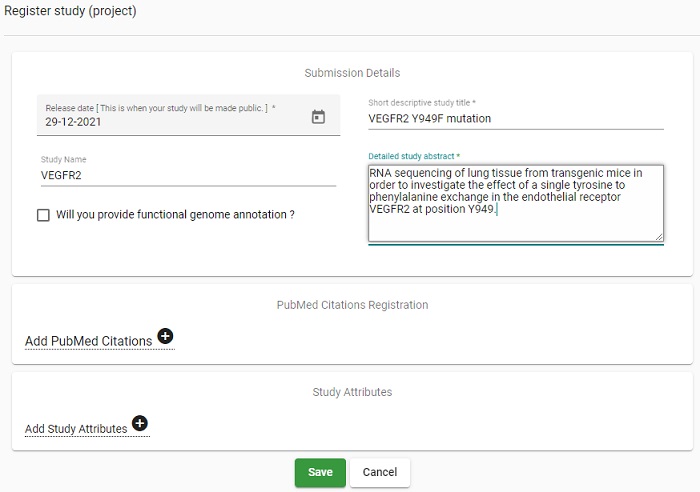 Register study (project)
Submission Details
Release date [ This is when your study will be made public. ] *
29-12-2021
Short descriptive study title *
VEGFR2 Y949F mutation
Study Name
VEGFR2
Detailed study abstract *
RNA sequencing of lung tissue from transgenic mice in
order to investigate the effect of a single tyrosine to
phenylalanine exchange in the endothelial receptor
VEGFR2 at position Y949.
Will you provide functional genome annotation ?
PubMed Citations Registration
Add PubMed Citations
Study Attributes
Add Study Attributes
Save
Cancel